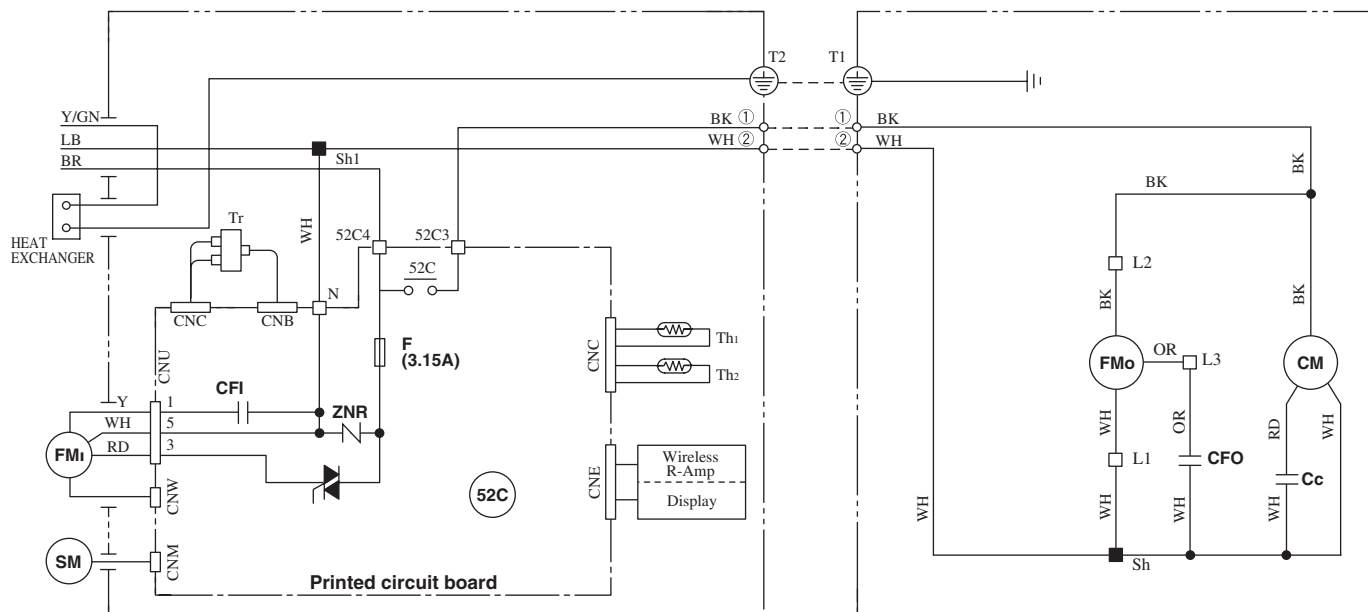 T2
T1
Y/GN
LB
BR
BK ①
WH ②
① BK
② WH
Sh1
HEAT
EXCHANGER
Tr
WH
52C4
52C3
52C
N
CNC
CNB
CNU
F
(3.15A)
CNC
Th1
Th2
CFI
Y
1
WH
5
ZNR
RD
3
FMI
CNW
52C
CNE
Wireless
R-Amp
Display
SM
CNM
Printed circuit board
BK
BK
L2
BK
BK
FMo
OR
L3
CM
WH
OR
RD
WH
L1
CFO
Cc
WH
WH
WH
WH
Sh